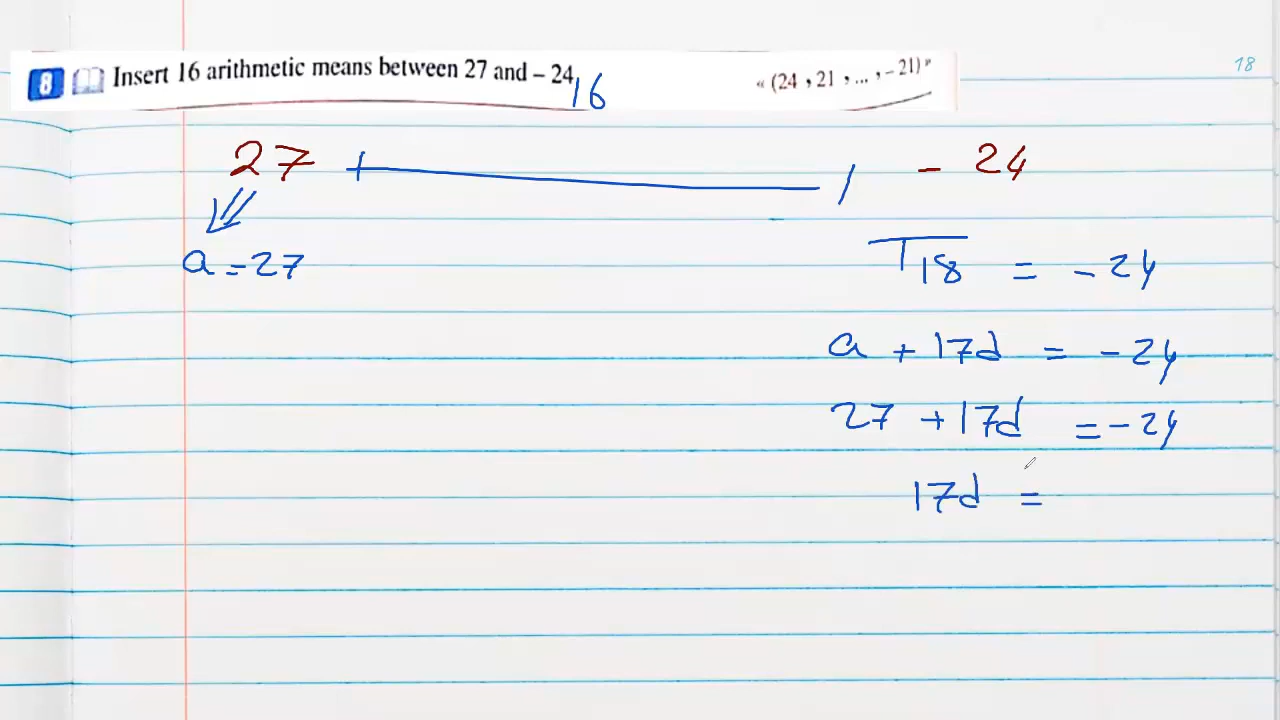 8 Insert 16 arithmetic means between 27 and – 24
« (24 , 21 , ... , – 21) »
18
16
27 – 24
a = 27
T18 = – 24
a + 17d = – 24
27 + 17d = – 24
17d =